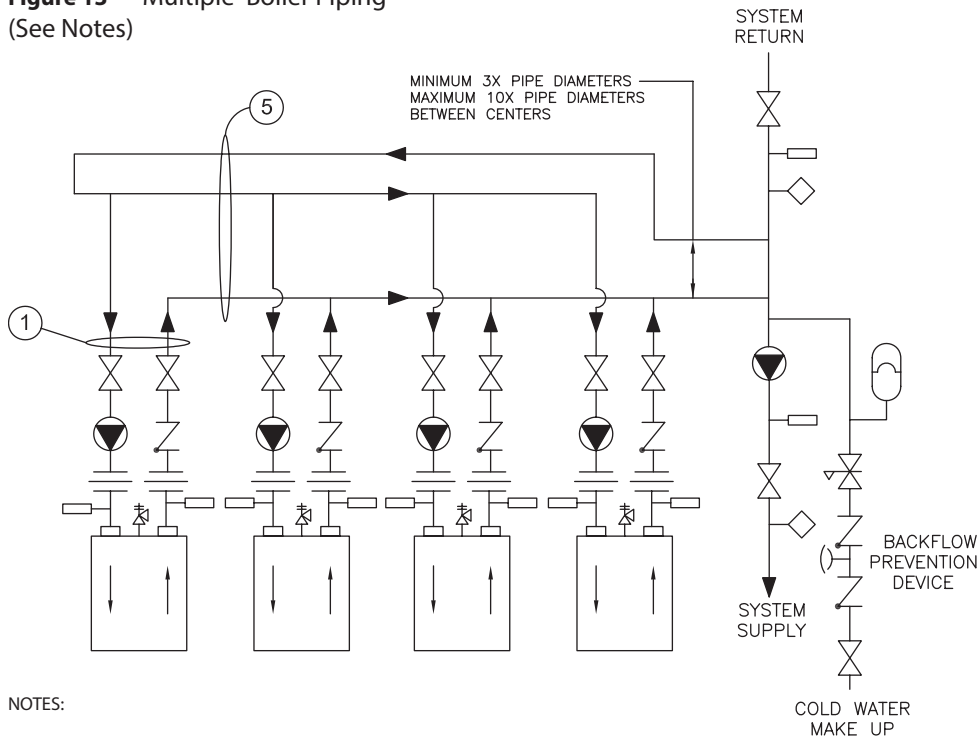 Figure 13 Multiple Boiler Piping
(See Notes)
SYSTEM
RETURN
MINIMUM 3X PIPE DIAMETERS
MAXIMUM 10X PIPE DIAMETERS
BETWEEN CENTERS
5
1
BACKFLOW
PREVENTION
DEVICE
SYSTEM
SUPPLY
NOTES:
COLD WATER
MAKE UP